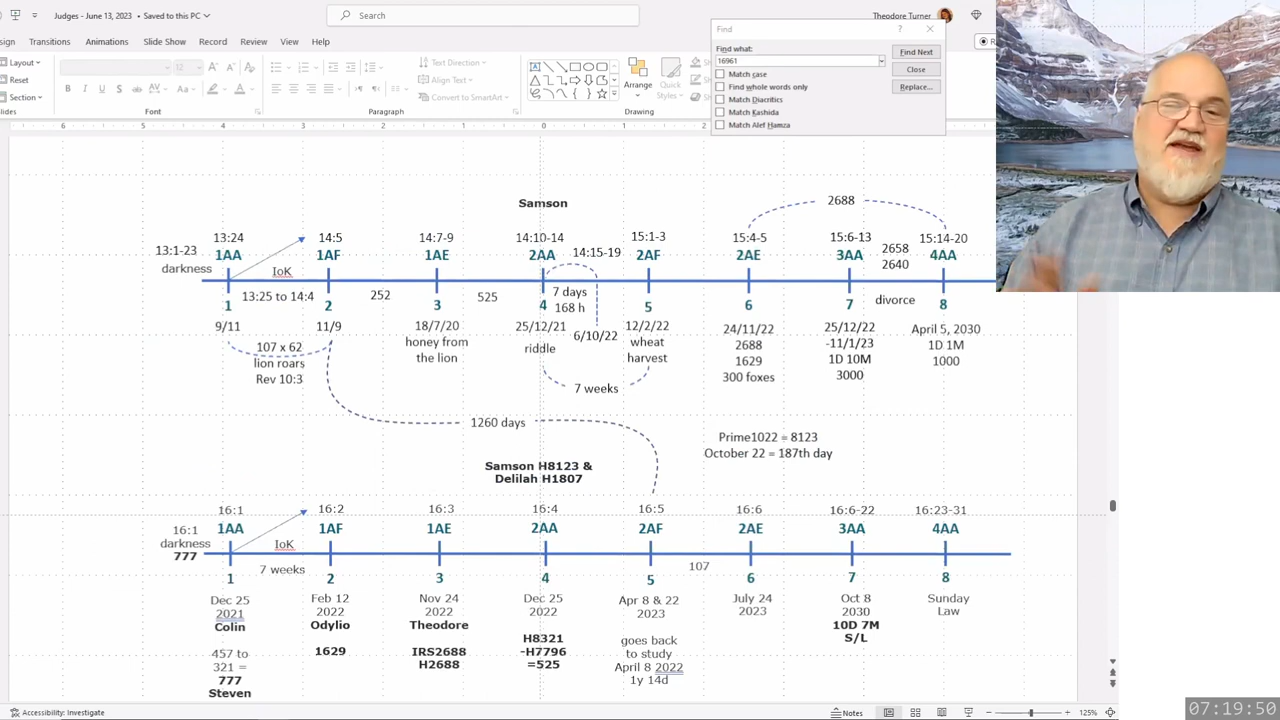 Judges - June 13, 2023 • Saved to this PC
Search
Theodore Turner
sign Transitions Animations Slide Show Record Review View Help
Layout
Reset
Section
Font
Text Direction
Align Text
Convert to SmartArt
Paragraph
Arrange
Quick
Styles
Drawing
Find
?
Find what:
16961
Match case
Find whole words only
Match Diacritics
Match Kashida
Match Alef Hamza
Find Next
Close
Replace...
Samson
2688
13:1-23
darkness
13:24 14:5 14:7-9 14:10-14 14:15-19 15:1-3 15:4-5 15:6-13 15:14-20
1AA 1AF 1AE 2AA 2AF 2AE 3AA 4AA
2658
2640
IoK
1 2 3 4 5 6 7 8
13:25 to 14:4
252
525
7 days
168 h
divorce
9/11
107 x 62
lion roars
Rev 10:3
11/9
18/7/20
honey from
the lion
25/12/21
riddle
6/10/22
12/2/22
wheat
harvest
7 weeks
24/11/22
2688
1629
300 foxes
25/12/22
-11/1/23
1D 10M
3000
April 5, 2030
1D 1M
1000
1260 days
Prime1022 = 8123
October 22 = 187th day
Samson H8123 &
Delilah H1807
16:1 16:2 16:3 16:4 16:5 16:6 16:6-22 16:23-31
1AA 1AF 1AE 2AA 2AF 2AE 3AA 4AA
16:1
darkness
777
IoK
7 weeks
107
1 2 3 4 5 6 7 8
Dec 25
2021
Colin
457 to
321 =
777
Steven
Feb 12
2022
Odylio
1629
Nov 24
2022
Theodore
IRS2688
H2688
Dec 25
2022
H8321
-H7796
=525
Apr 8 & 22
2023
goes back
to study
April 8 2022
1y 14d
July 24
2023
Oct 8
2030
10D 7M
S/L
Sunday
Law
Accessibility: Investigate
Notes
125%
07:19:50